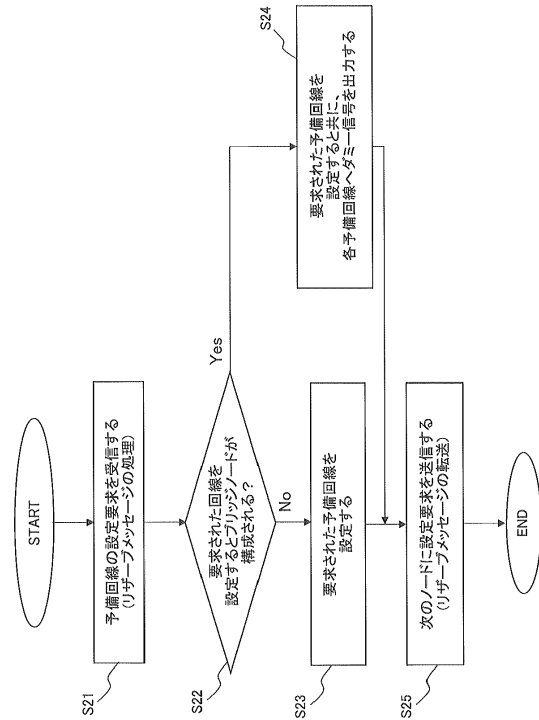 START
S21
予備回線の設定要求を受信する
(リザーブメッセージの処理)
S22
要求された回線を
設定するとブリッジノードが
構成される?
Yes
No
S23
要求された予備回線を
設定する
S24
要求された予備回線を
設定すると共に、
各予備回線へダミー信号を出力する
S25
次のノードに設定要求を送信する
(リザーブメッセージの転送)
END